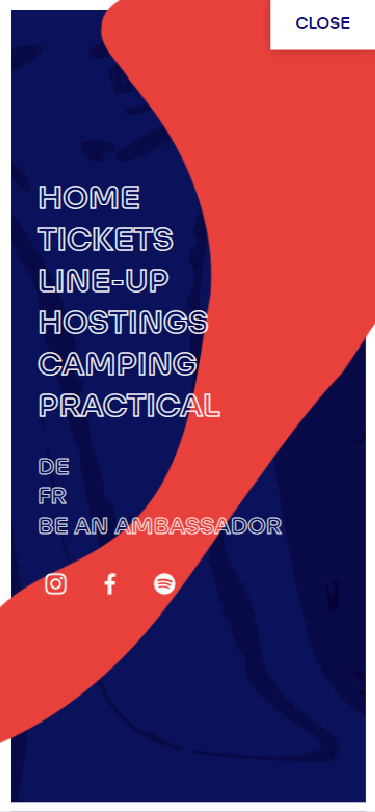 CLOSE
HOME
TICKETS
LINE-UP
HOSTINGS
CAMPING
PRACTICAL
DE
FR
BE AN AMBASSADOR